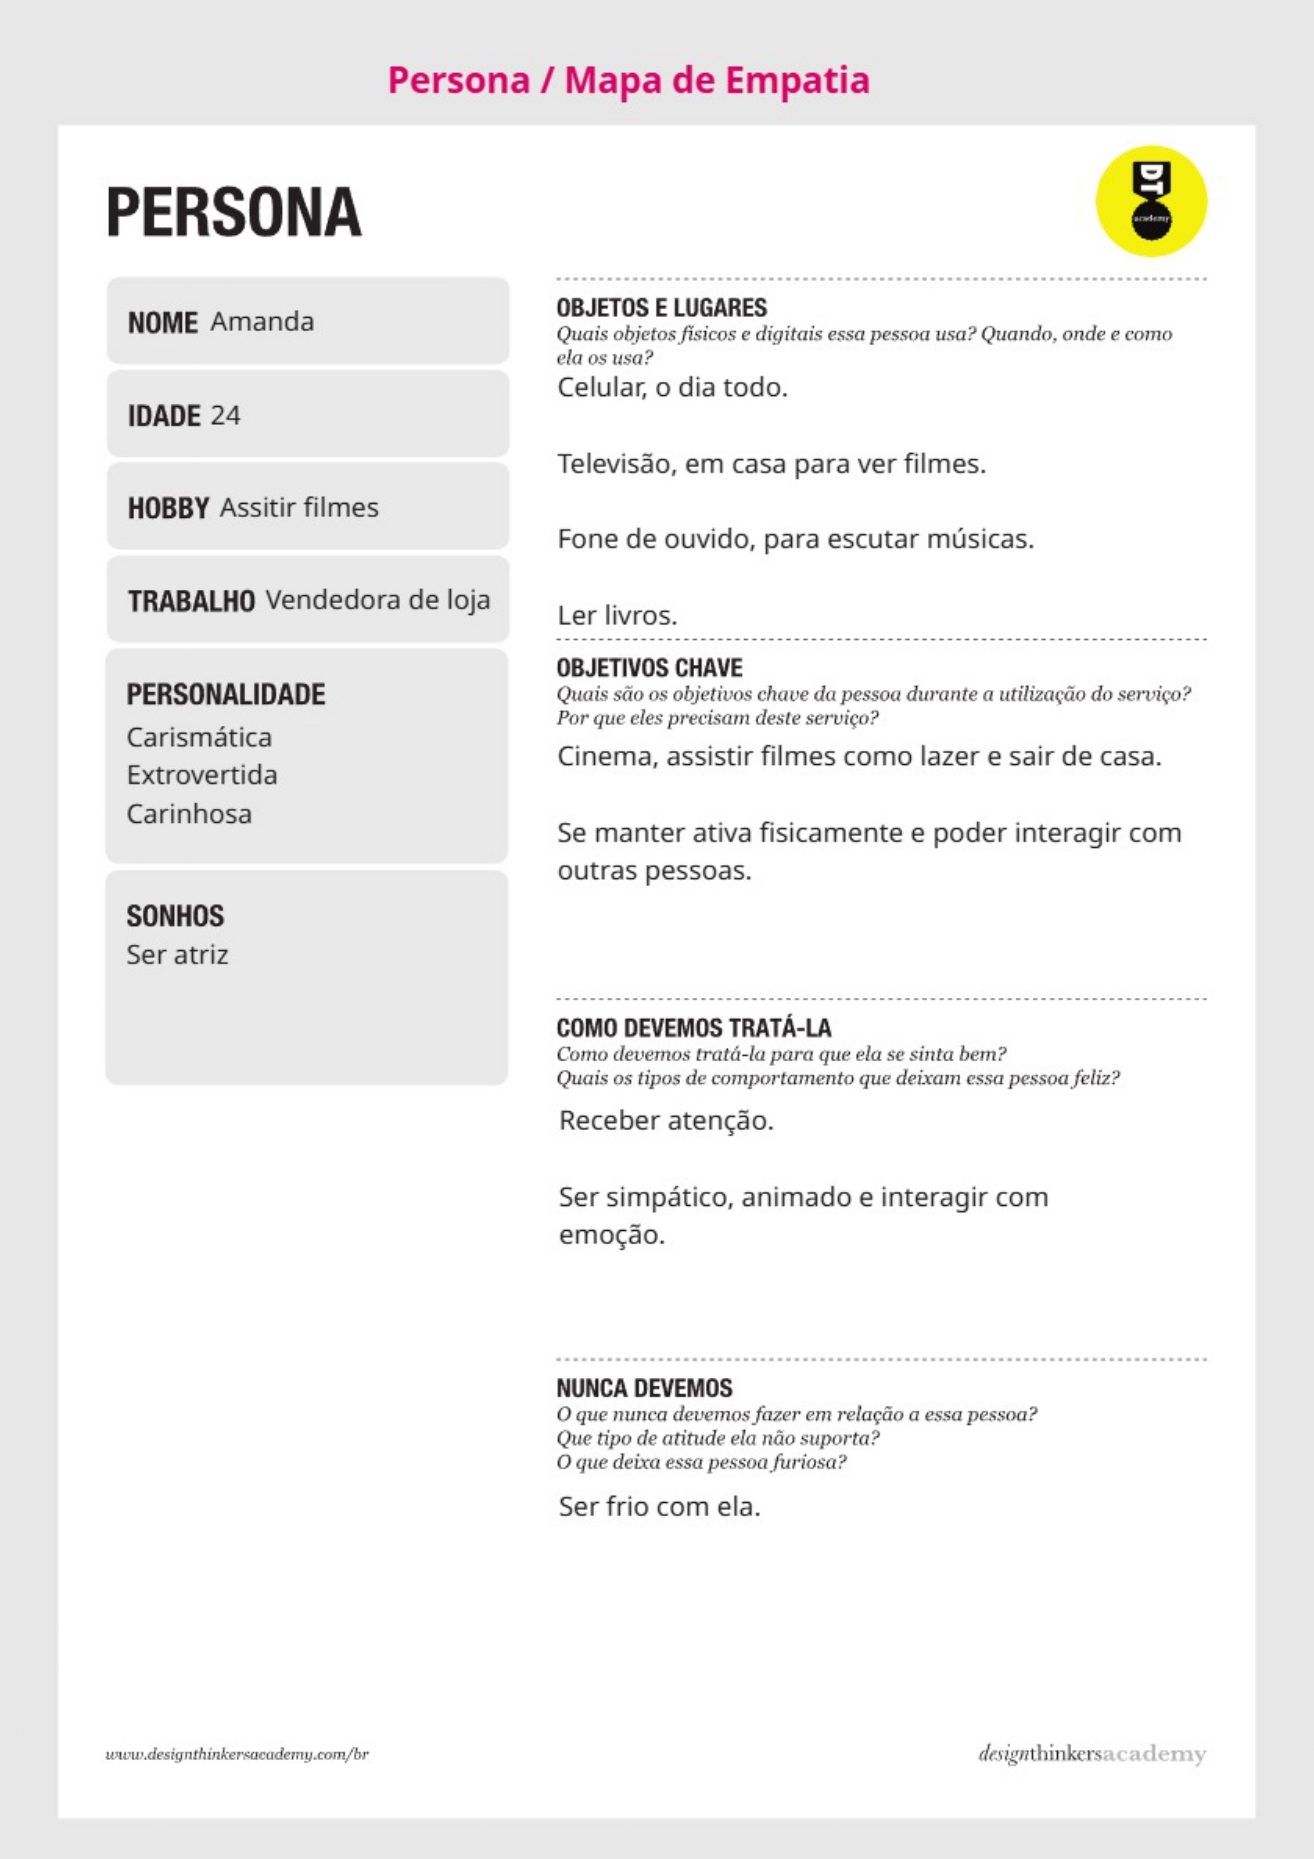 Persona / Mapa de Empatia
PERSONA
DT
academy
NOME Amanda
IDADE 24
HOBBY Assitir filmes
TRABALHO Vendedora de loja
PERSONALIDADE
Carismática
Extrovertida
Carinhosa
SONHOS
Ser atriz
OBJETOS E LUGARES
Quais objetos físicos e digitais essa pessoa usa? Quando, onde e como
ela os usa?
Celular, o dia todo.
Televisão, em casa para ver filmes.
Fone de ouvido, para escutar músicas.
Ler livros.
OBJETIVOS CHAVE
Quais são os objetivos chave da pessoa durante a utilização do serviço?
Por que eles precisam deste serviço?
Cinema, assistir filmes como lazer e sair de casa.
Se manter ativa fisicamente e poder interagir com
outras pessoas.
COMO DEVEMOS TRATÁ-LA
Como devemos tratá-la para que ela se sinta bem?
Quais os tipos de comportamento que deixam essa pessoa feliz?
Receber atenção.
Ser simpático, animado e interagir com
emoção.
NUNCA DEVEMOS
O que nunca devemos fazer em relação a essa pessoa?
Que tipo de atitude ela não suporta?
O que deixa essa pessoa furiosa?
Ser frio com ela.
www.designthinkersacademy.com/br
designthinkersacademy